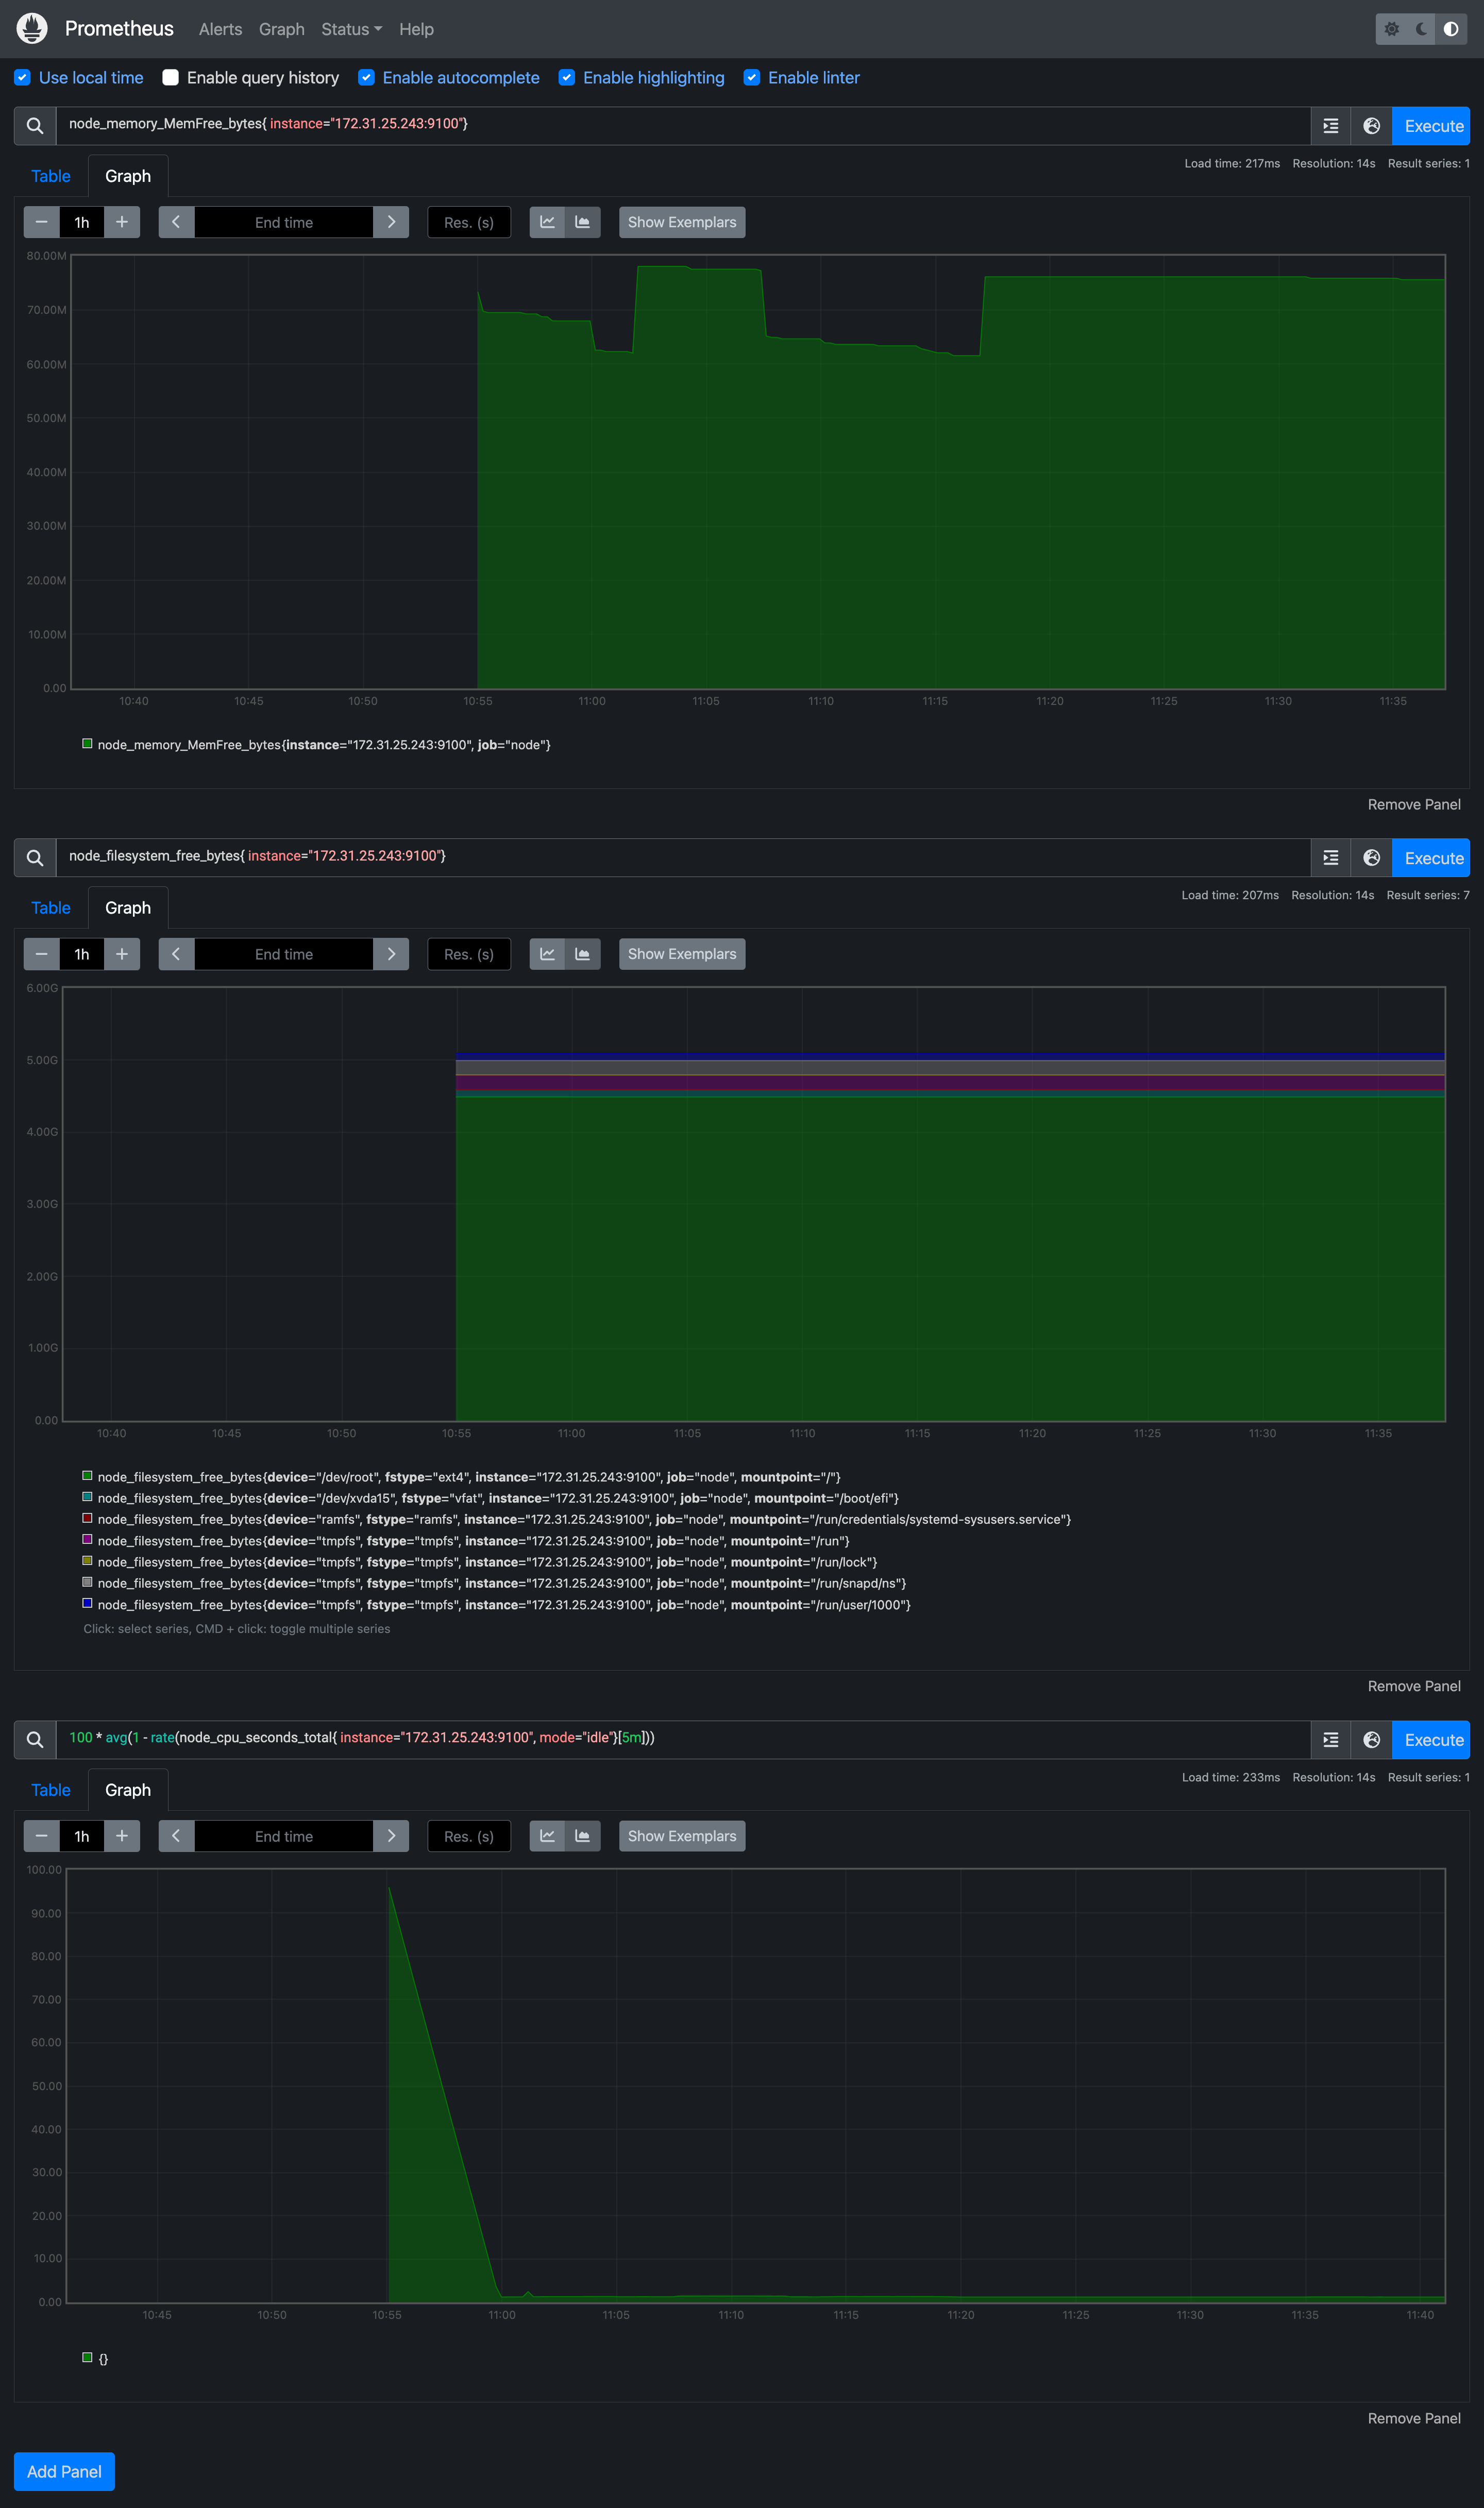 Prometheus Alerts Graph Status Help
Use local time Enable query history Enable autocomplete Enable highlighting Enable linter
node_memory_MemFree_bytes{ instance="172.31.25.243:9100"} Execute
Load time: 217ms Resolution: 14s Result series: 1
Table Graph
1h End time Res. (s) Show Exemplars
80.00M
70.00M
60.00M
50.00M
40.00M
30.00M
20.00M
10.00M
0.00
10:40 10:45 10:50 10:55 11:00 11:05 11:10 11:15 11:20 11:25 11:30 11:35
node_memory_MemFree_bytes{instance="172.31.25.243:9100", job="node"}
Remove Panel
node_filesystem_free_bytes{ instance="172.31.25.243:9100"} Execute
Load time: 207ms Resolution: 14s Result series: 7
Table Graph
1h End time Res. (s) Show Exemplars
6.00G
5.00G
4.00G
3.00G
2.00G
1.00G
0.00
10:40 10:45 10:50 10:55 11:00 11:05 11:10 11:15 11:20 11:25 11:30 11:35
node_filesystem_free_bytes{device="/dev/root", fstype="ext4", instance="172.31.25.243:9100", job="node", mountpoint="/"}
node_filesystem_free_bytes{device="/dev/xvda15", fstype="vfat", instance="172.31.25.243:9100", job="node", mountpoint="/boot/efi"}
node_filesystem_free_bytes{device="ramfs", fstype="ramfs", instance="172.31.25.243:9100", job="node", mountpoint="/run/credentials/systemd-sysusers.service"}
node_filesystem_free_bytes{device="tmpfs", fstype="tmpfs", instance="172.31.25.243:9100", job="node", mountpoint="/run"}
node_filesystem_free_bytes{device="tmpfs", fstype="tmpfs", instance="172.31.25.243:9100", job="node", mountpoint="/run/lock"}
node_filesystem_free_bytes{device="tmpfs", fstype="tmpfs", instance="172.31.25.243:9100", job="node", mountpoint="/run/snapd/ns"}
node_filesystem_free_bytes{device="tmpfs", fstype="tmpfs", instance="172.31.25.243:9100", job="node", mountpoint="/run/user/1000"}
Click: select series, CMD + click: toggle multiple series
Remove Panel
100 * avg(1 - rate(node_cpu_seconds_total{ instance="172.31.25.243:9100", mode="idle"}[5m])) Execute
Load time: 233ms Resolution: 14s Result series: 1
Table Graph
1h End time Res. (s) Show Exemplars
100.00
90.00
80.00
70.00
60.00
50.00
40.00
30.00
20.00
10.00
0.00
10:45 10:50 10:55 11:00 11:05 11:10 11:15 11:20 11:25 11:30 11:35 11:40
{}
Remove Panel
Add Panel